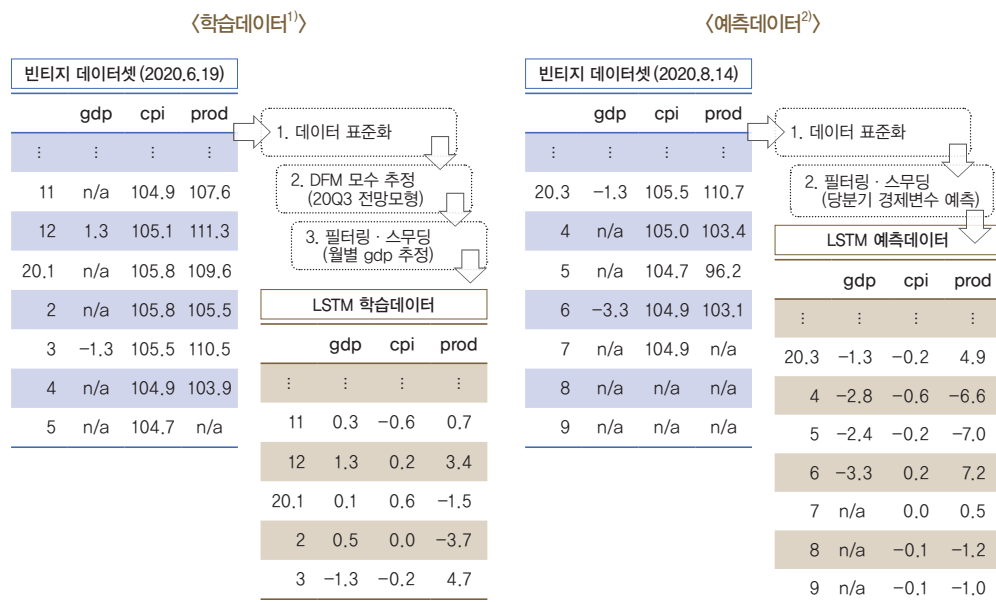 〈학습데이터1)〉
빈티지 데이터셋(2020.6.19)
gdp cpi prod
⋮ ⋮ ⋮ ⋮
11 n/a 104.9 107.6
12 1.3 105.1 111.3
20.1 n/a 105.8 109.6
2 n/a 105.8 105.5
3 −1.3 105.5 110.5
4 n/a 104.9 103.9
5 n/a 104.7 n/a
1. 데이터 표준화
2. DFM 모수 추정
(20Q3 전망모형)
3. 필터링 · 스무딩
(월별 gdp 추정)
LSTM 학습데이터
gdp cpi prod
⋮ ⋮ ⋮ ⋮
11 0.3 −0.6 0.7
12 1.3 0.2 3.4
20.1 0.1 0.6 −1.5
2 0.5 0.0 −3.7
3 −1.3 −0.2 4.7
〈예측데이터2)〉
빈티지 데이터셋(2020.8.14)
gdp cpi prod
⋮ ⋮ ⋮ ⋮
20.3 −1.3 105.5 110.7
4 n/a 105.0 103.4
5 n/a 104.7 96.2
6 −3.3 104.9 103.1
7 n/a 104.9 n/a
8 n/a n/a n/a
9 n/a n/a n/a
1. 데이터 표준화
2. 필터링 · 스무딩
(당분기 경제변수 예측)
LSTM 예측데이터
gdp cpi prod
⋮ ⋮ ⋮ ⋮
20.3 −1.3 −0.2 4.9
4 −2.8 −0.6 −6.6
5 −2.4 −0.2 −7.0
6 −3.3 0.2 7.2
7 n/a 0.0 0.5
8 n/a −0.1 −1.2
9 n/a −0.1 −1.0